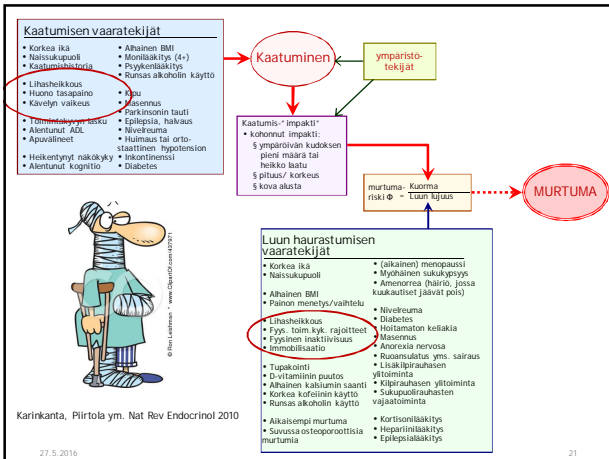 Kaatumisen vaaratekijät
• Korkea ikä
• Naissukupuoli
• Kaatumishistoria
• Lihasheikkous
• Huono tasapaino
• Kävelyn vaikeus
• Toimintakyvyn lasku
• Alentunut ADL
• Apuvälineet
• Heikentynyt näkökyky
• Alentunut kognitio
• Alhainen BMI
• Monilääkitys (4+)
• Psyykenlääkitys
• Runsas alkoholin käyttö
• Kipu
• Masennus
• Parkinsonin tauti
• Epilepsia, halvaus
• Nivelreuma
• Huimaus tai orto-
staattinen hypotension
• Inkontinenssi
• Diabetes
Kaatuminen
ympäristö-
tekijät
Kaatumis-"impakti"
• kohonnut impakti:
§ ympäröivän kudoksen
pieni määrä tai
heikko laatu
§ pituus/ korkeus
§ kova alusta
murtuma-
riski Φ = Kuorma
Luun lujuus
MURTUMA
Luun haurastumisen
vaaratekijät
• Korkea ikä
• Naissukupuoli
• Alhainen BMI
• Painon menetys/vaihtelu
• Lihasheikkous
• Fyys. toim.kyk. rajoitteet
• Fyysinen inaktiivisuus
• Immobilisaatio
• Tupakointi
• D-vitamiinin puutos
• Alhainen kalsiumin saanti
• Korkea kofeiinin käyttö
• Runsas alkoholin käyttö
• Aikaisempi murtuma
• Suvussa osteoporoottisia
murtumia
• (aikainen) menopaussi
• Myöhäinen sukukypsyys
• Amenorrea (häiriö, jossa
kuukautiset jäävät pois)
• Nivelreuma
• Diabetes
• Hoitamaton keliakia
• Masennus
• Anorexia nervosa
• Ruoansulatus yms. sairaus
• Lisäkilpirauhasen
ylitoiminta
• Kilpirauhasen ylitoiminta
• Sukupuolirauhasten
vajaatoiminta
• Kortisonilääkitys
• Hepariinilääkitys
• Epilepsialääkitys
© Ron Leishman * www.ClipartOf.com/437971
Karinkanta, Piirtola ym. Nat Rev Endocrinol 2010
27.5.2016
21